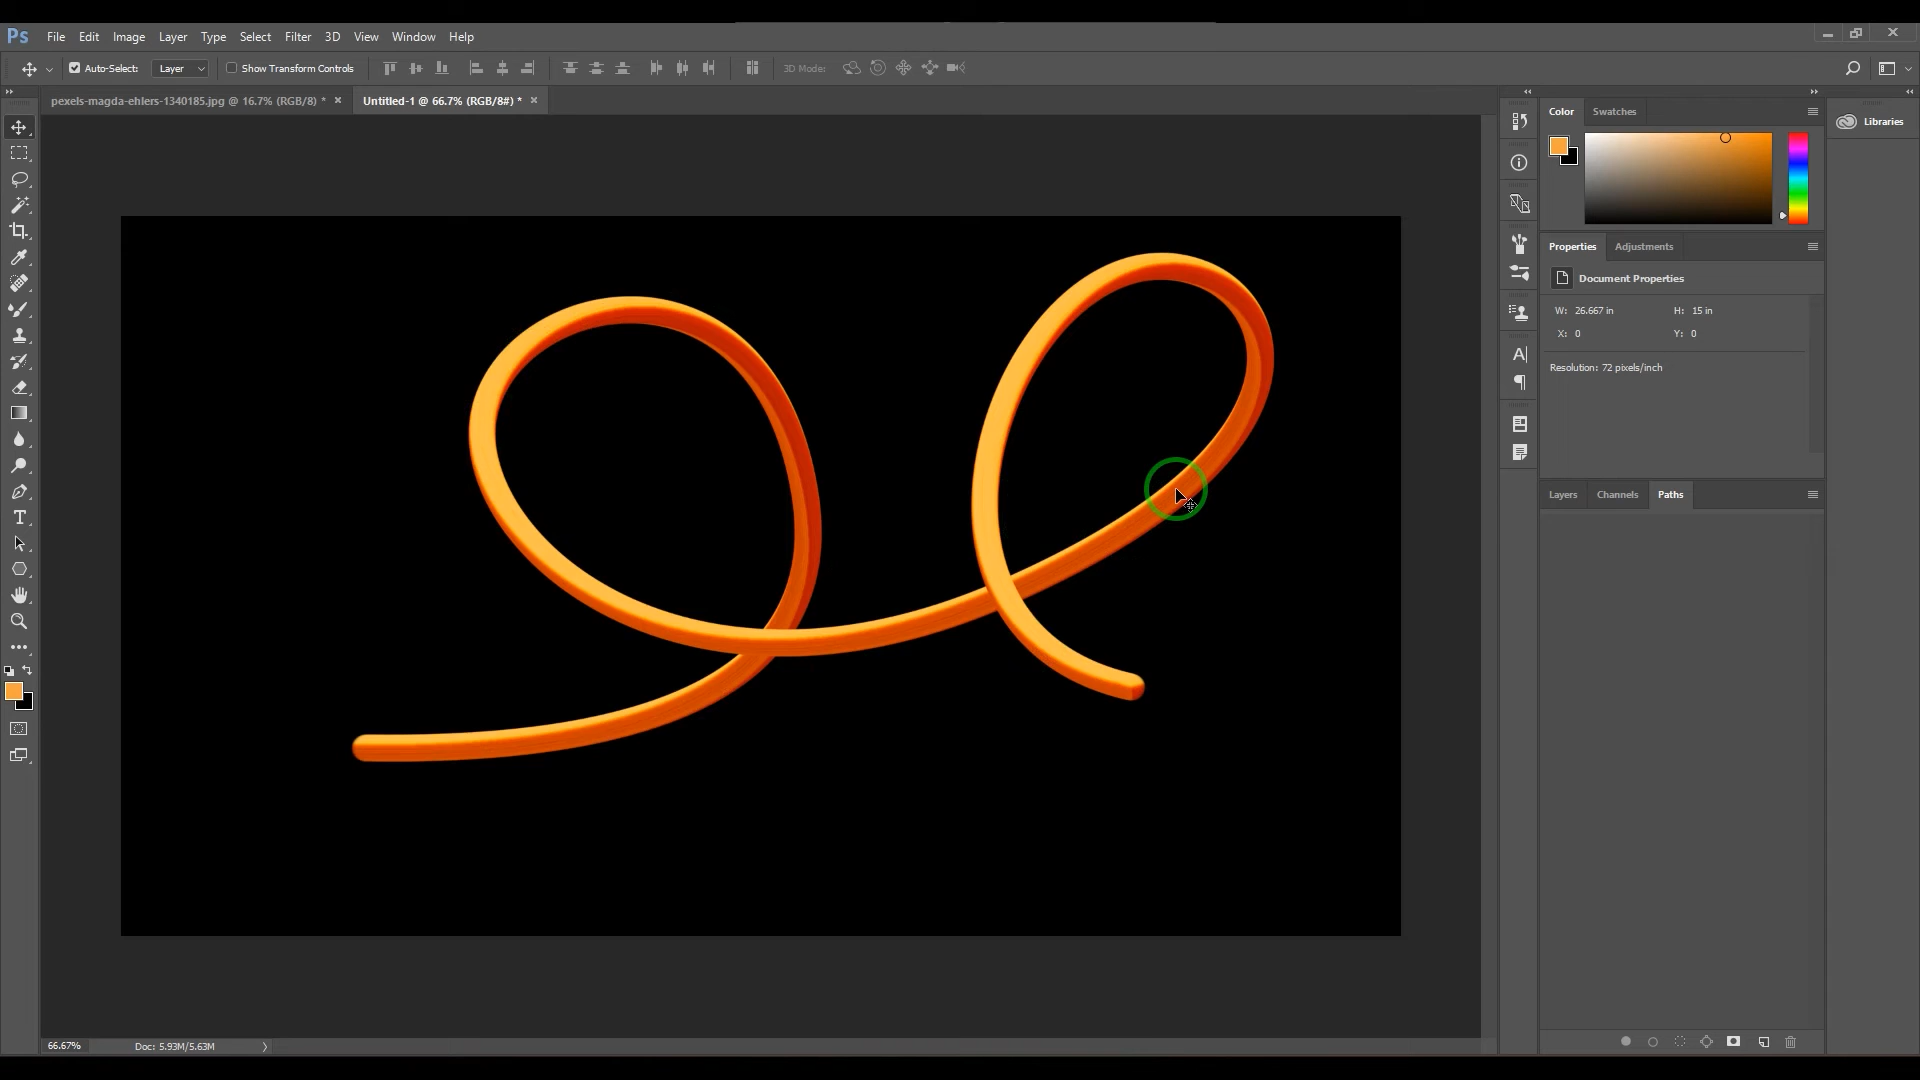 Ps File Edit Image Layer Type Select Filter 3D View Window Help
Auto-Select: Layer Show Transform Controls 3D Mode:
pexels-magda-ehlers-1340185.jpg @ 16.7% (RGB/8) * Untitled-1 @ 66.7% (RGB/8#) *
Color Swatches
Libraries
Properties Adjustments
Document Properties
W: 26.667 in H: 15 in
X: 0 Y: 0
Resolution: 72 pixels/inch
Layers Channels Paths
66.67% Doc: 5.93M/5.63M